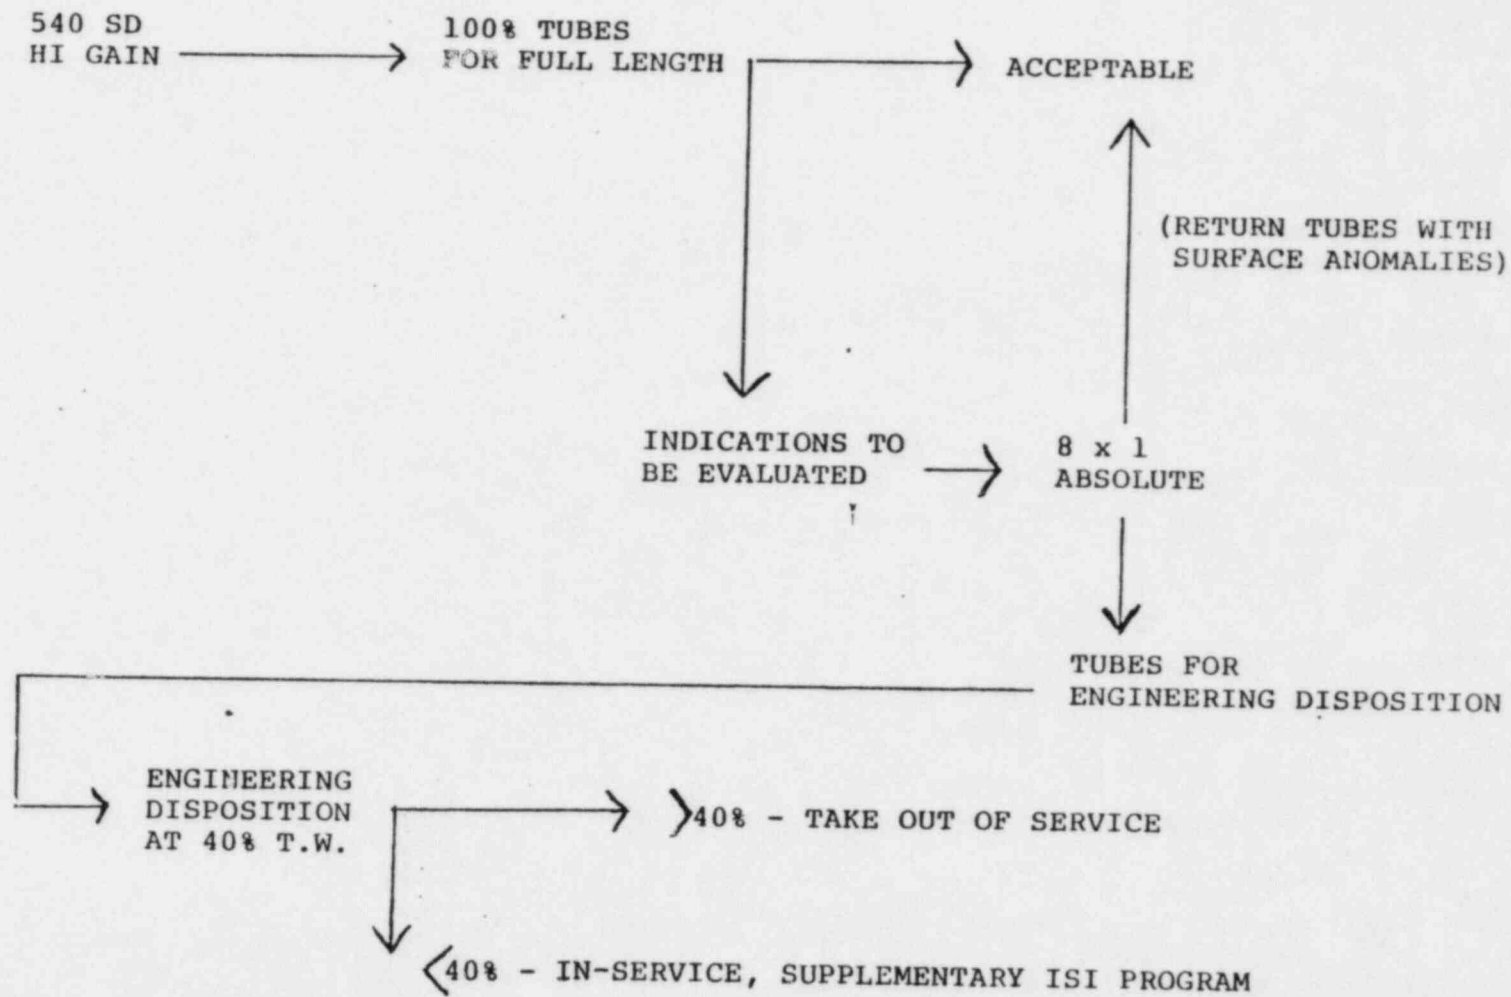 540 SD
HI GAIN
100% TUBES
FOR FULL LENGTH
ACCEPTABLE
(RETURN TUBES WITH
SURFACE ANOMALIES)
INDICATIONS TO
BE EVALUATED
8 x 1
ABSOLUTE
TUBES FOR
ENGINEERING DISPOSITION
ENGINEERING
DISPOSITION
AT 40% T.W.
>40% - TAKE OUT OF SERVICE
<40% - IN-SERVICE, SUPPLEMENTARY ISI PROGRAM